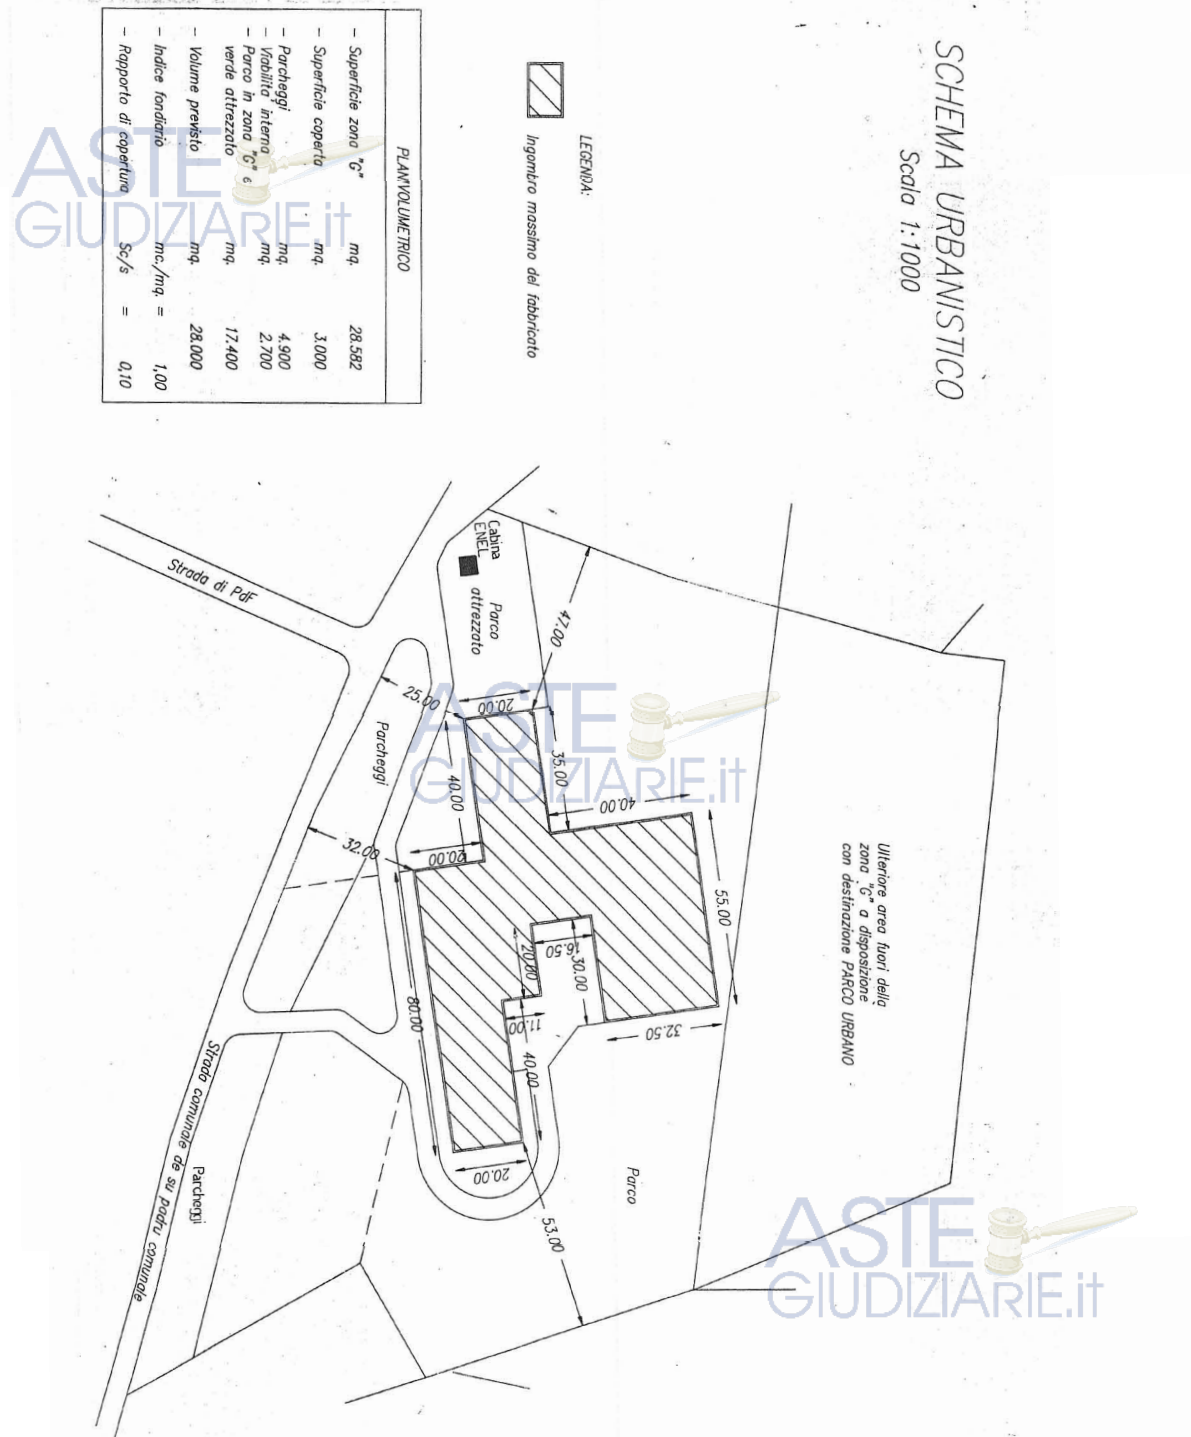 SCHEMA URBANISTICO
Scala 1:1000
LEGENDA:
Ingombro massimo del fabbricato
PLANIVOLUMETRICO
- Superficie zona "G" mq. 28.582
- Superficie coperta mq. 3.000
- Parcheggi mq. 4.900
- Viabilità interna mq. 2.700
- Parco in zona "G" e
verde attrezzato mq. 17.400
- Volume previsto mq. 28.000
- Indice fondiario mc./mq. = 1,00
- Rapporto di copertura Sc/s = 0,10
Ulteriore area fuori della
zona "G" a disposizione
con destinazione PARCO URBANO
Cabina
ENEL
Parco
attrezzato
Strada di PdF
Parcheggi
47.00
25.00
20.00
35.00
40.00
40.00
55.00
32.00
20.00
16.50
30.00
20.80
11.00
32.50
80.00
40.00
20.00
53.00
Parco
Parcheggi
Strada comunale de su padru comunale
ASTE
GIUDIZIARIE.it
ASTE
GIUDIZIARIE.it
ASTE
GIUDIZIARIE.it